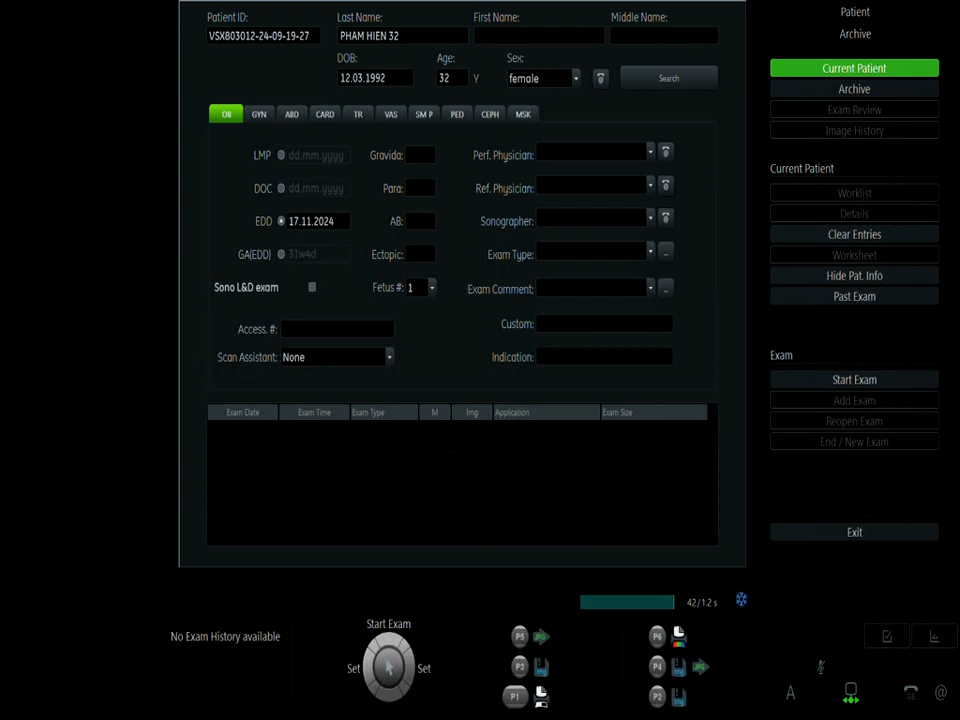 Patient ID: Last Name: First Name: Middle Name:
VSX803012-24-09-19-27 PHAM HIEN 32
DOB: Age: Sex:
12.03.1992 32 Y female Search
OB GYN ABD CARD TR VAS SM P PED CEPH MSK
LMP dd.mm.yyyy Gravida: Perf. Physician:
DOC dd.mm.yyyy Para: Ref. Physician:
EDD 17.11.2024 AB: Sonographer:
GA(EDD) 31w4d Ectopic: Exam Type: ...
Sono L&D exam Fetus #: 1 Exam Comment: ...
Access. #: Custom:
Scan Assistant: None Indication:
Exam Date Exam Time Exam Type M Img Application Exam Size
Patient
Archive
Current Patient
Archive
Exam Review
Image History
Current Patient
Worklist
Details
Clear Entries
Worksheet
Hide Pat. Info
Past Exam
Exam
Start Exam
Add Exam
Reopen Exam
End / New Exam
Exit
42/1.2 s
No Exam History available
Start Exam
Set Set
P5 JPG P6
P3 img P4 img JPG
P1 P2 img
A @